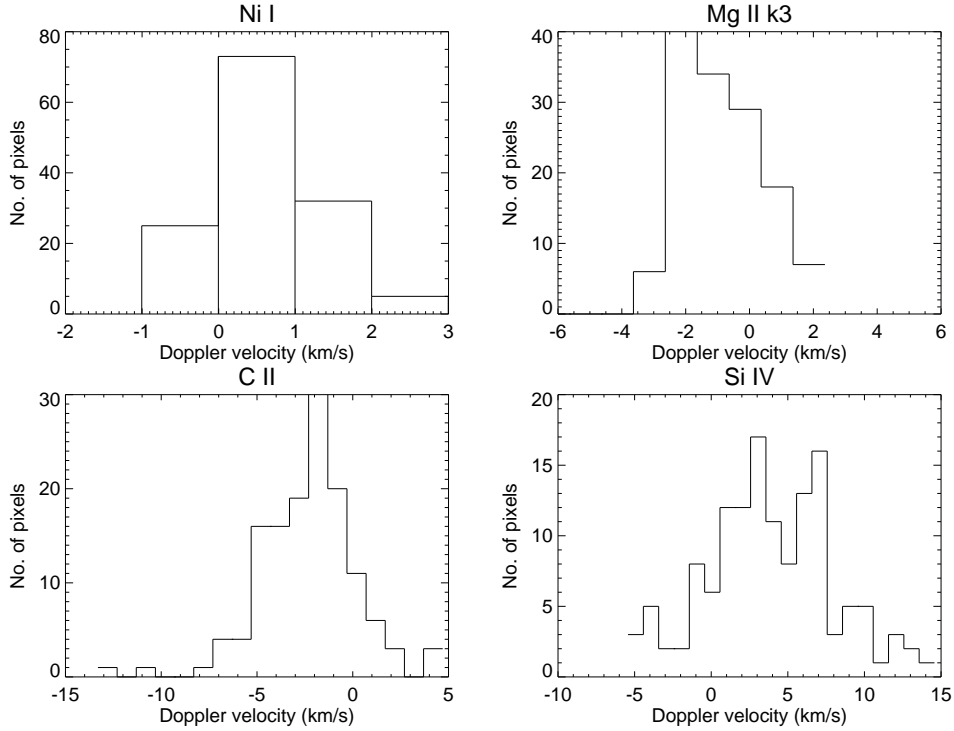 Ni I
80
60
40
20
0
No. of pixels
-2 -1 0 1 2 3
Doppler velocity (km/s)
Mg II k3
40
30
20
10
0
No. of pixels
-6 -4 -2 0 2 4 6
Doppler velocity (km/s)
C II
30
20
10
0
No. of pixels
-15 -10 -5 0 5
Doppler velocity (km/s)
Si IV
20
15
10
5
0
No. of pixels
-10 -5 0 5 10 15
Doppler velocity (km/s)